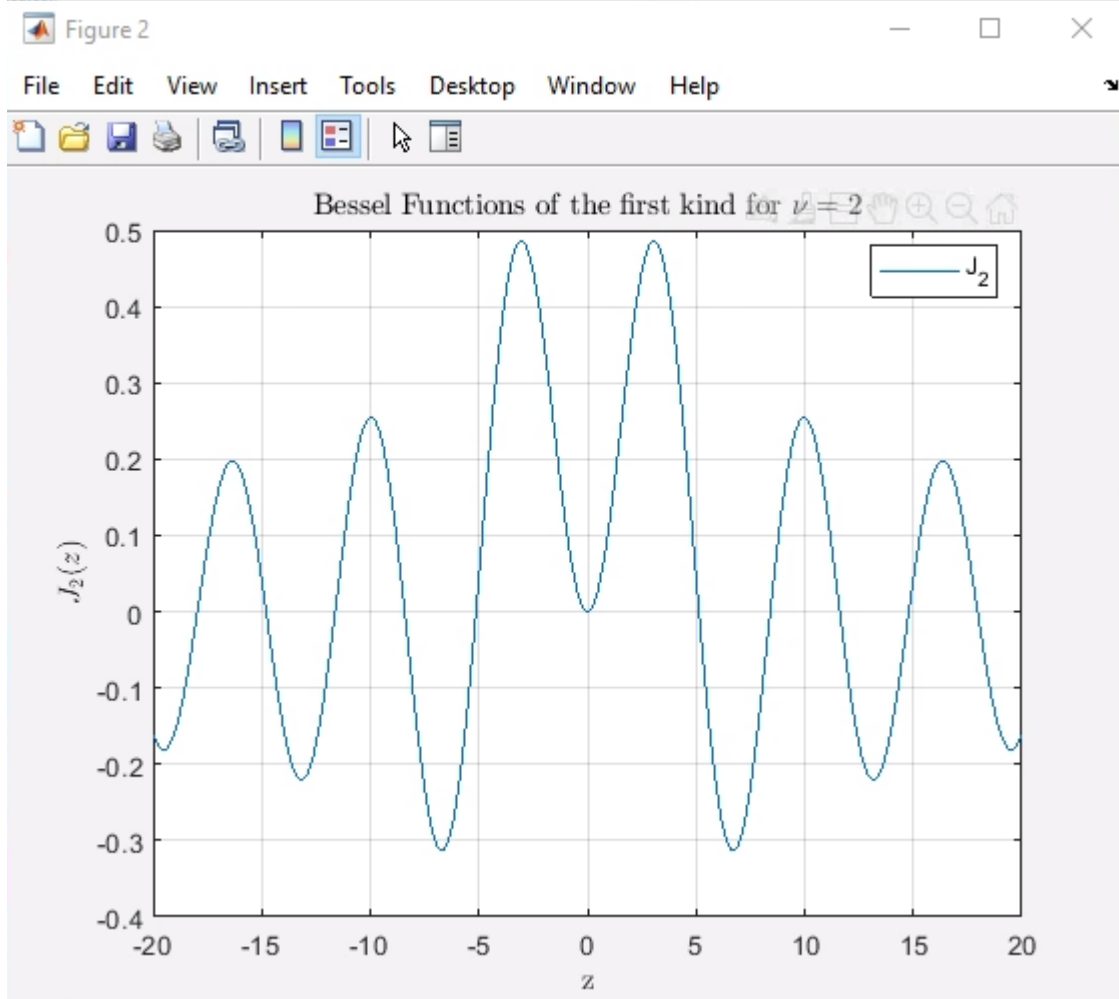 Figure 2
File Edit View Insert Tools Desktop Window Help
Bessel Functions of the first kind for ν = 2
0.5
0.4
0.3
0.2
0.1
0
-0.1
-0.2
-0.3
-0.4
J₂(z)
J₂
-20 -15 -10 -5 0 5 10 15 20
z